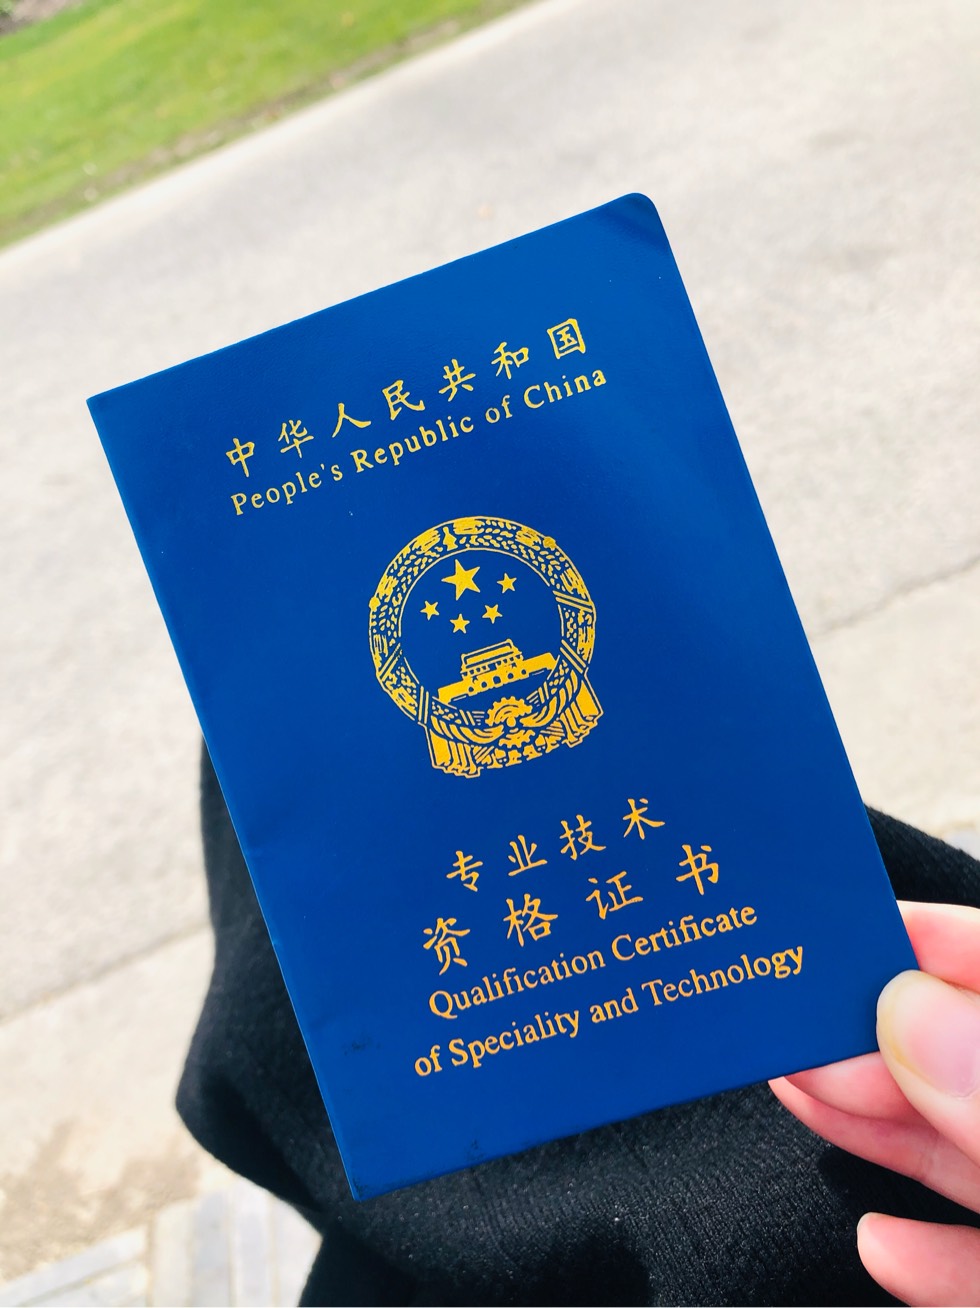 中华人民共和国
People's Republic of China
专业技术
资格证书
Qualification Certificate
of Speciality and Technology